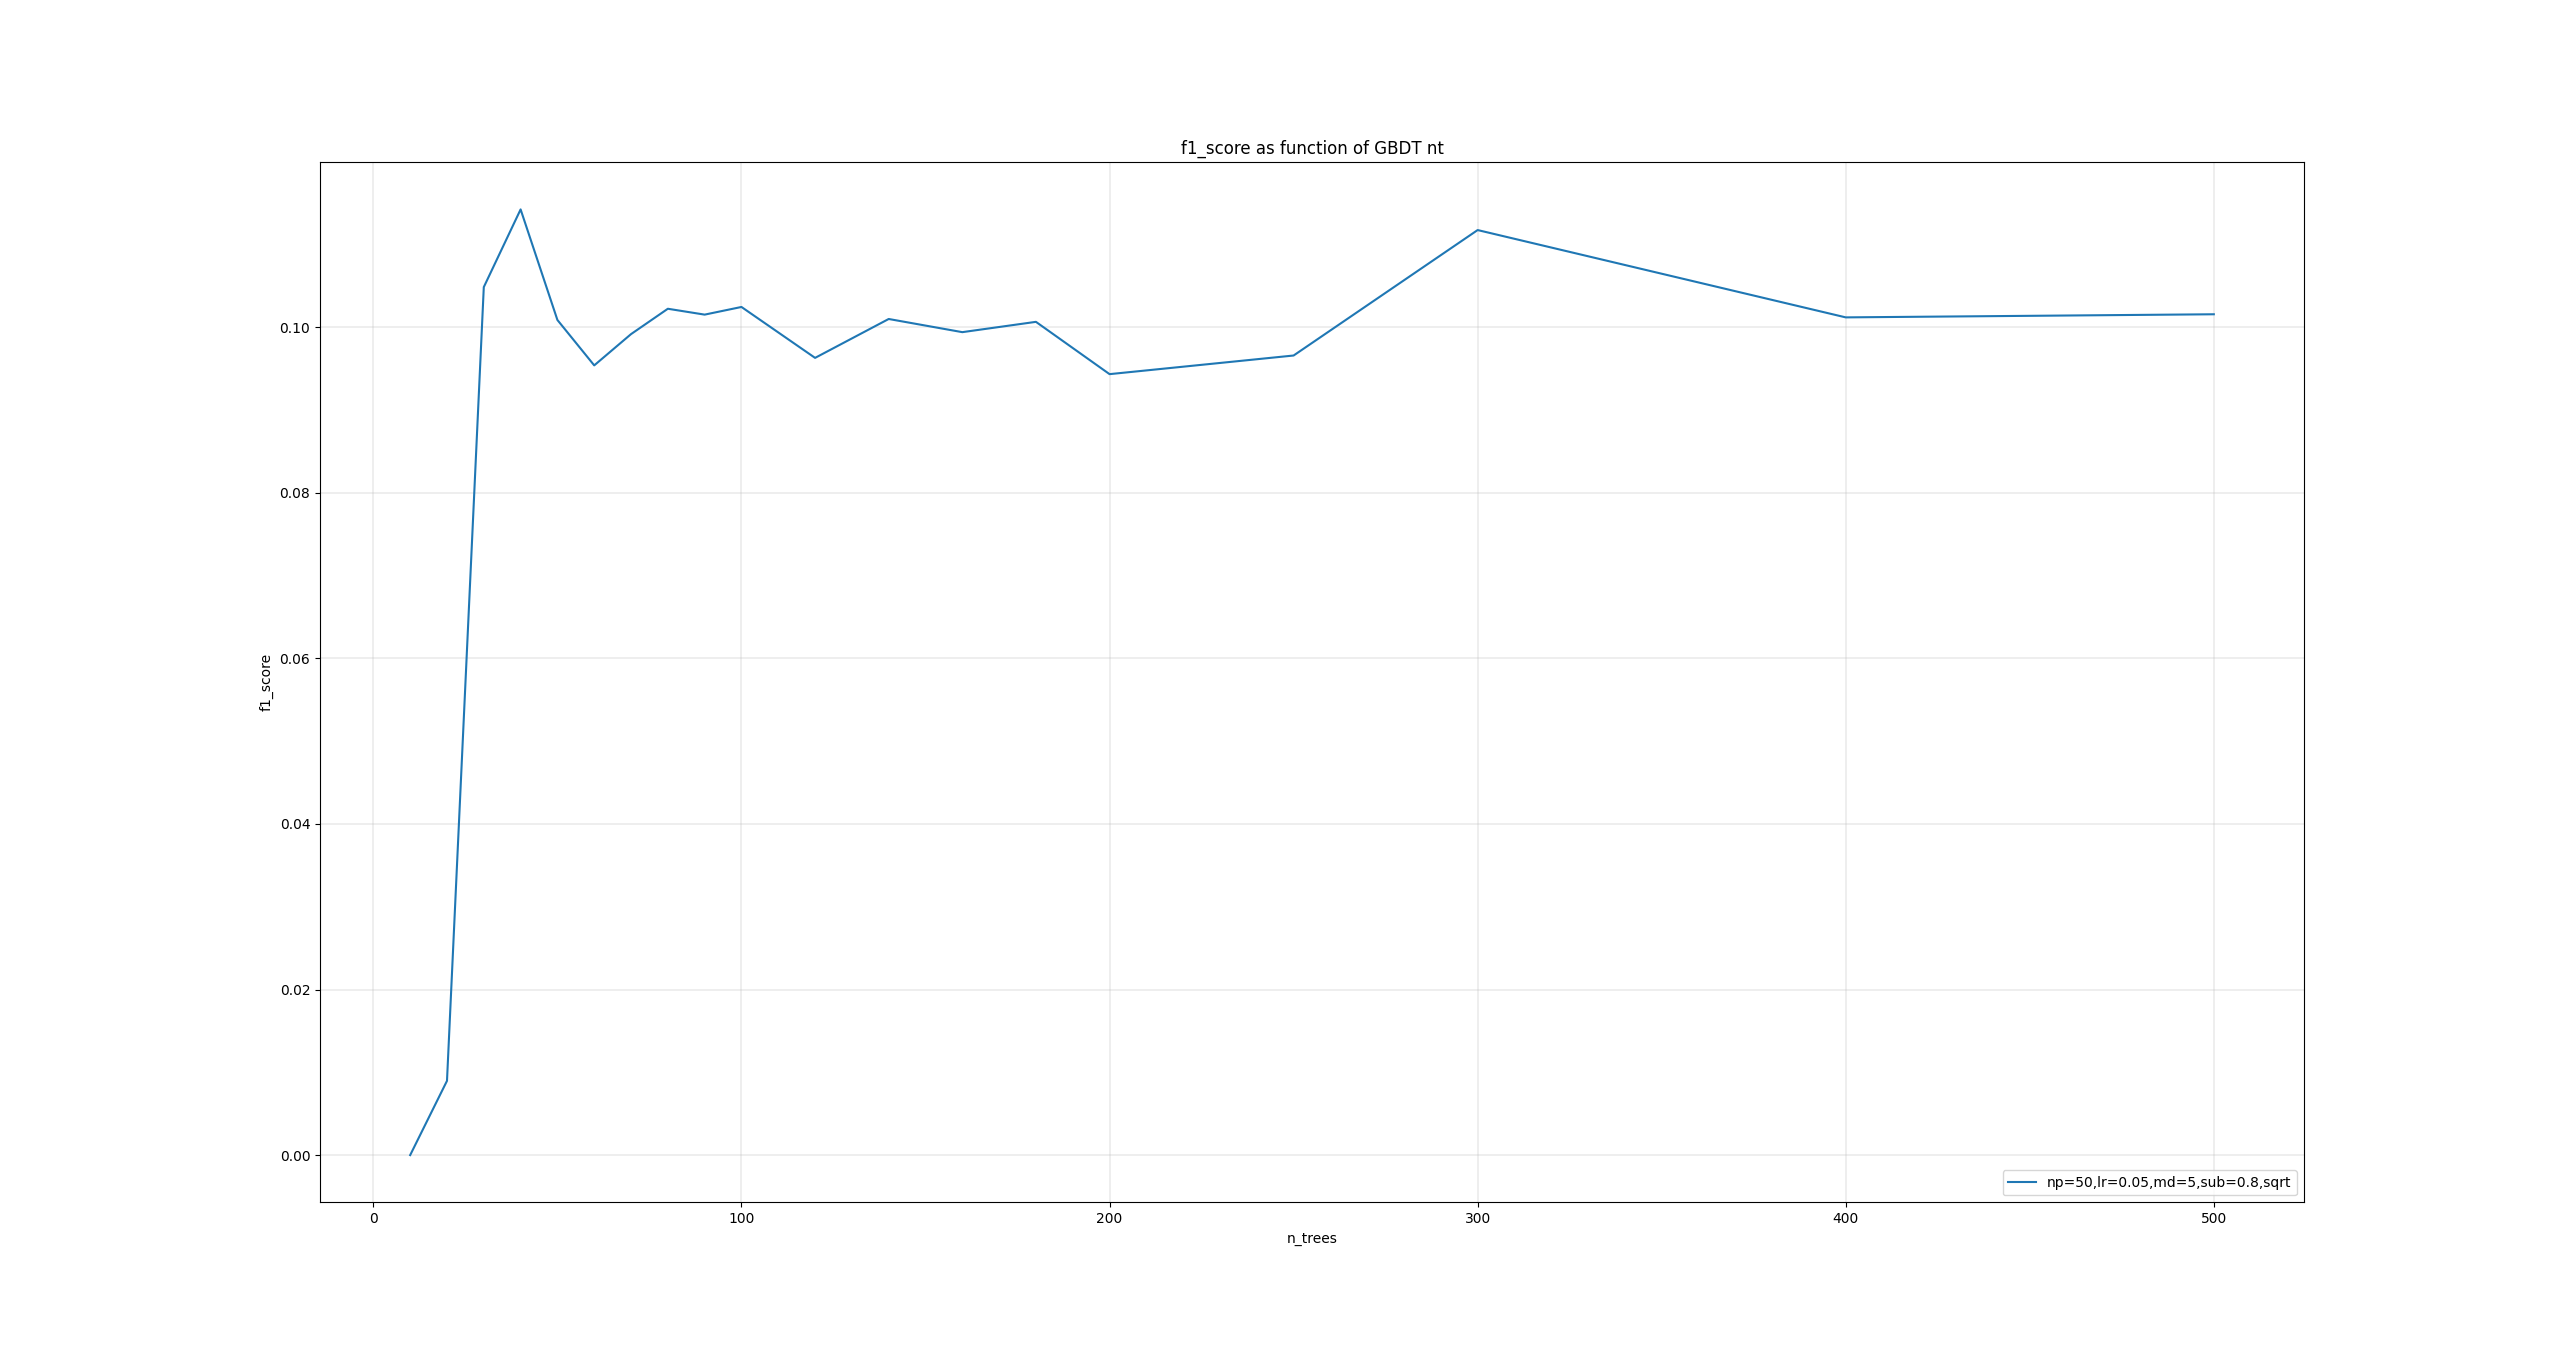 f1_score as function of GBDT nt
0.10
0.08
0.06
0.04
0.02
0.00
f1_score
0 100 200 300 400 500
n_trees
np=50,lr=0.05,md=5,sub=0.8,sqrt